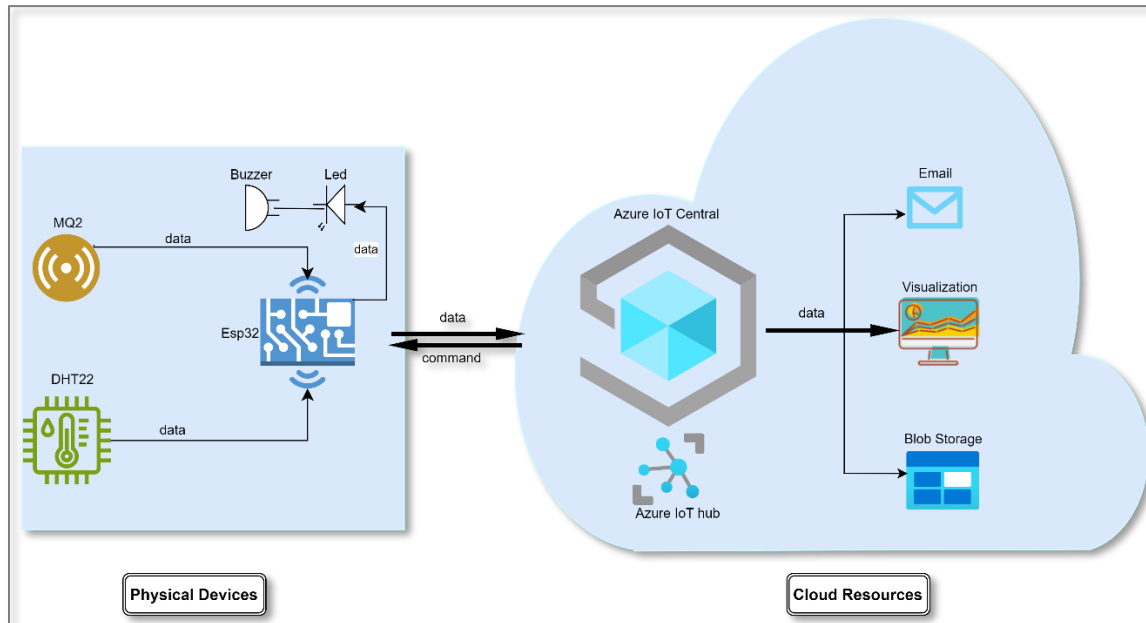 Buzzer
Led
MQ2
data
data
Esp32
DHT22
data
data
command
Azure IoT Central
Azure IoT hub
data
Email
Visualization
Blob Storage
Physical Devices
Cloud Resources